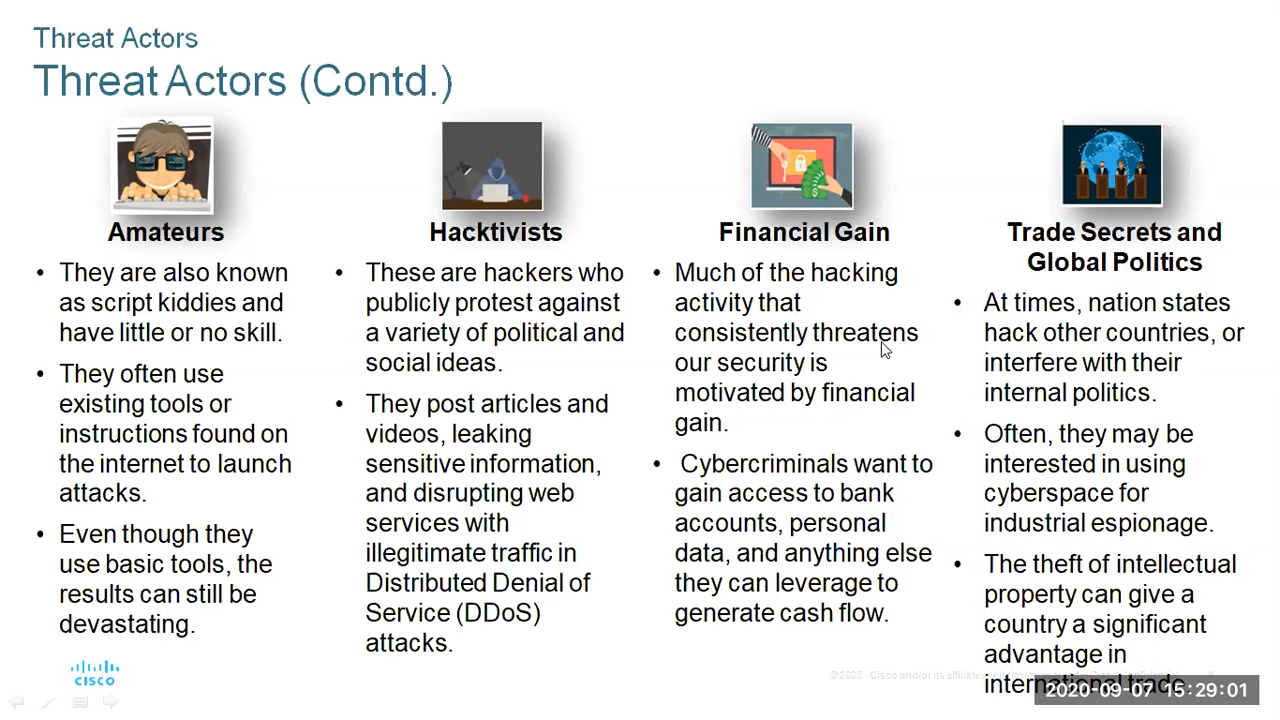 Threat Actors
Threat Actors (Contd.)
Amateurs
• They are also known
as script kiddies and
have little or no skill.
• They often use
existing tools or
instructions found on
the internet to launch
attacks.
• Even though they
use basic tools, the
results can still be
devastating.
Hacktivists
• These are hackers who
publicly protest against
a variety of political and
social ideas.
• They post articles and
videos, leaking
sensitive information,
and disrupting web
services with
illegitimate traffic in
Distributed Denial of
Service (DDoS)
attacks.
Financial Gain
• Much of the hacking
activity that
consistently threatens
our security is
motivated by financial
gain.
• Cybercriminals want to
gain access to bank
accounts, personal
data, and anything else
they can leverage to
generate cash flow.
Trade Secrets and
Global Politics
• At times, nation states
hack other countries, or
interfere with their
internal politics.
• Often, they may be
interested in using
cyberspace for
industrial espionage.
• The theft of intellectual
property can give a
country a significant
advantage in
international trade
CISCO
©2020 Cisco and/or its affiliates
2020-09-07 15:29:01